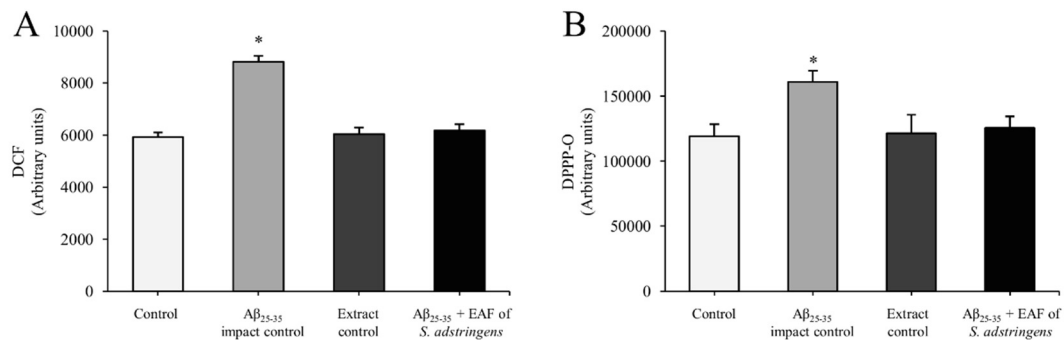 A
DCF
(Arbitrary units)
10000
8000
6000
4000
2000
0
*
Control
Aβ25-35
impact control
Extract
control
Aβ25-35 + EAF of
S. adstringens
B
DPPP-O
(Arbitrary units)
200000
150000
100000
50000
0
*
Control
Aβ25-35
impact control
Extract
control
Aβ25-35 + EAF of
S. adstringens